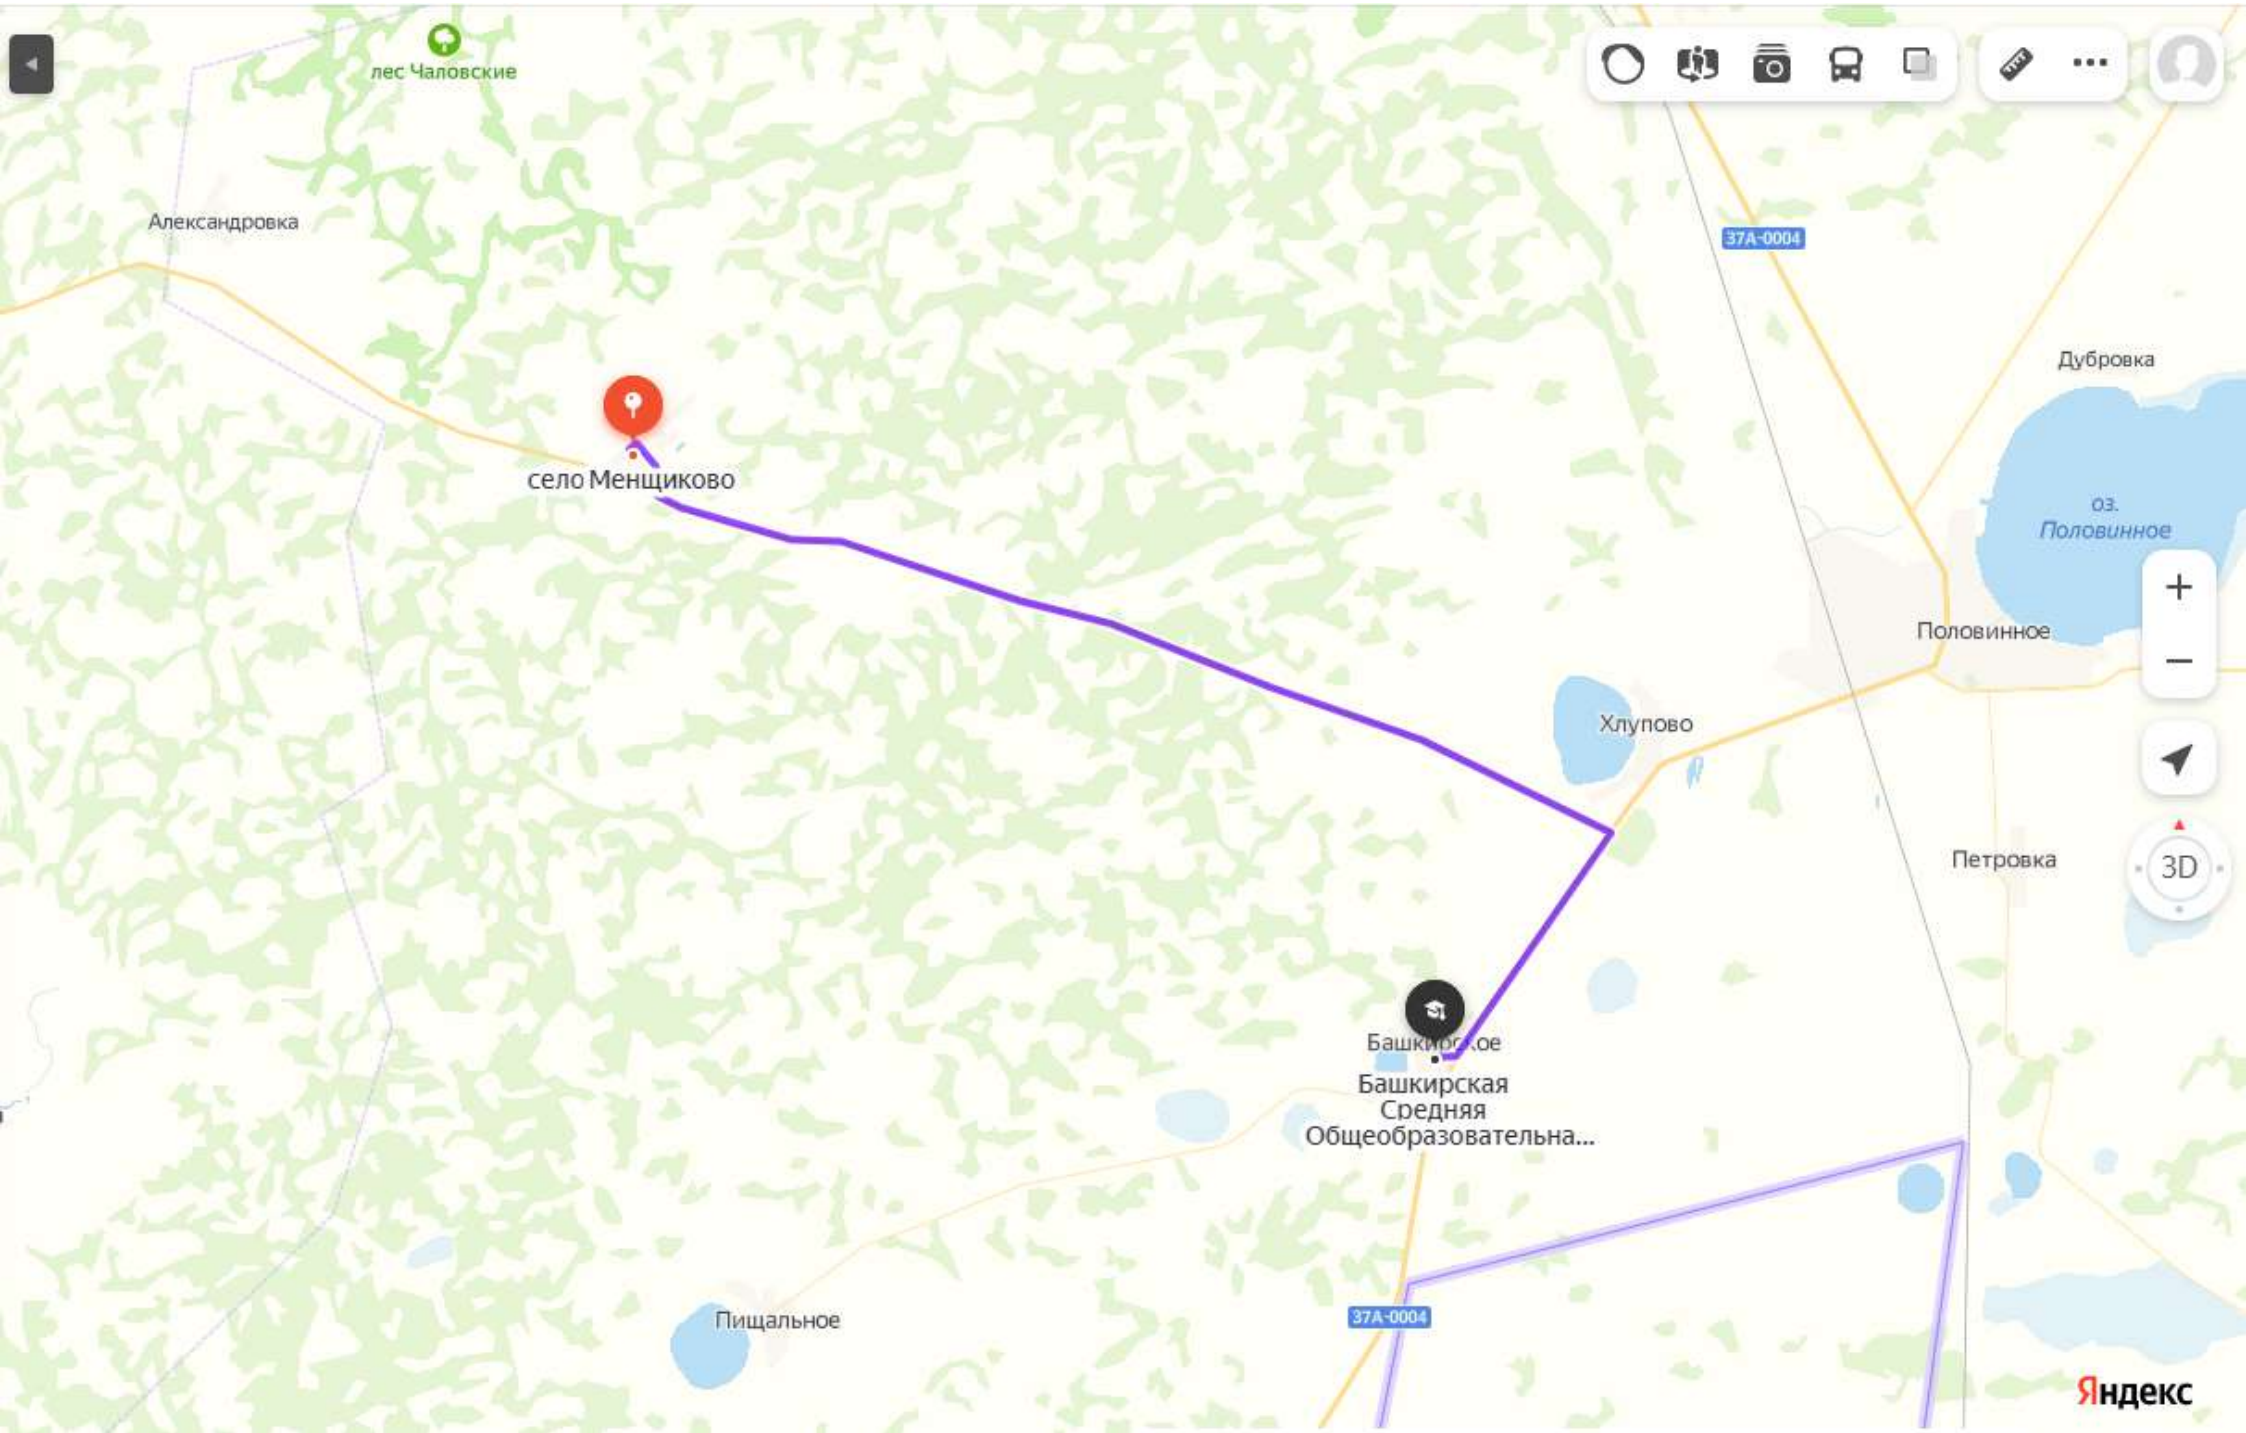 лес Чаловские
Александровка
37А-0004
Дубровка
село Менщиково
оз.
Половинное
Половинное
Хлупово
Петровка
3D
Башкирская
Средняя
Общеобразовательна...
Пищальное
37А-0004
Яндекс